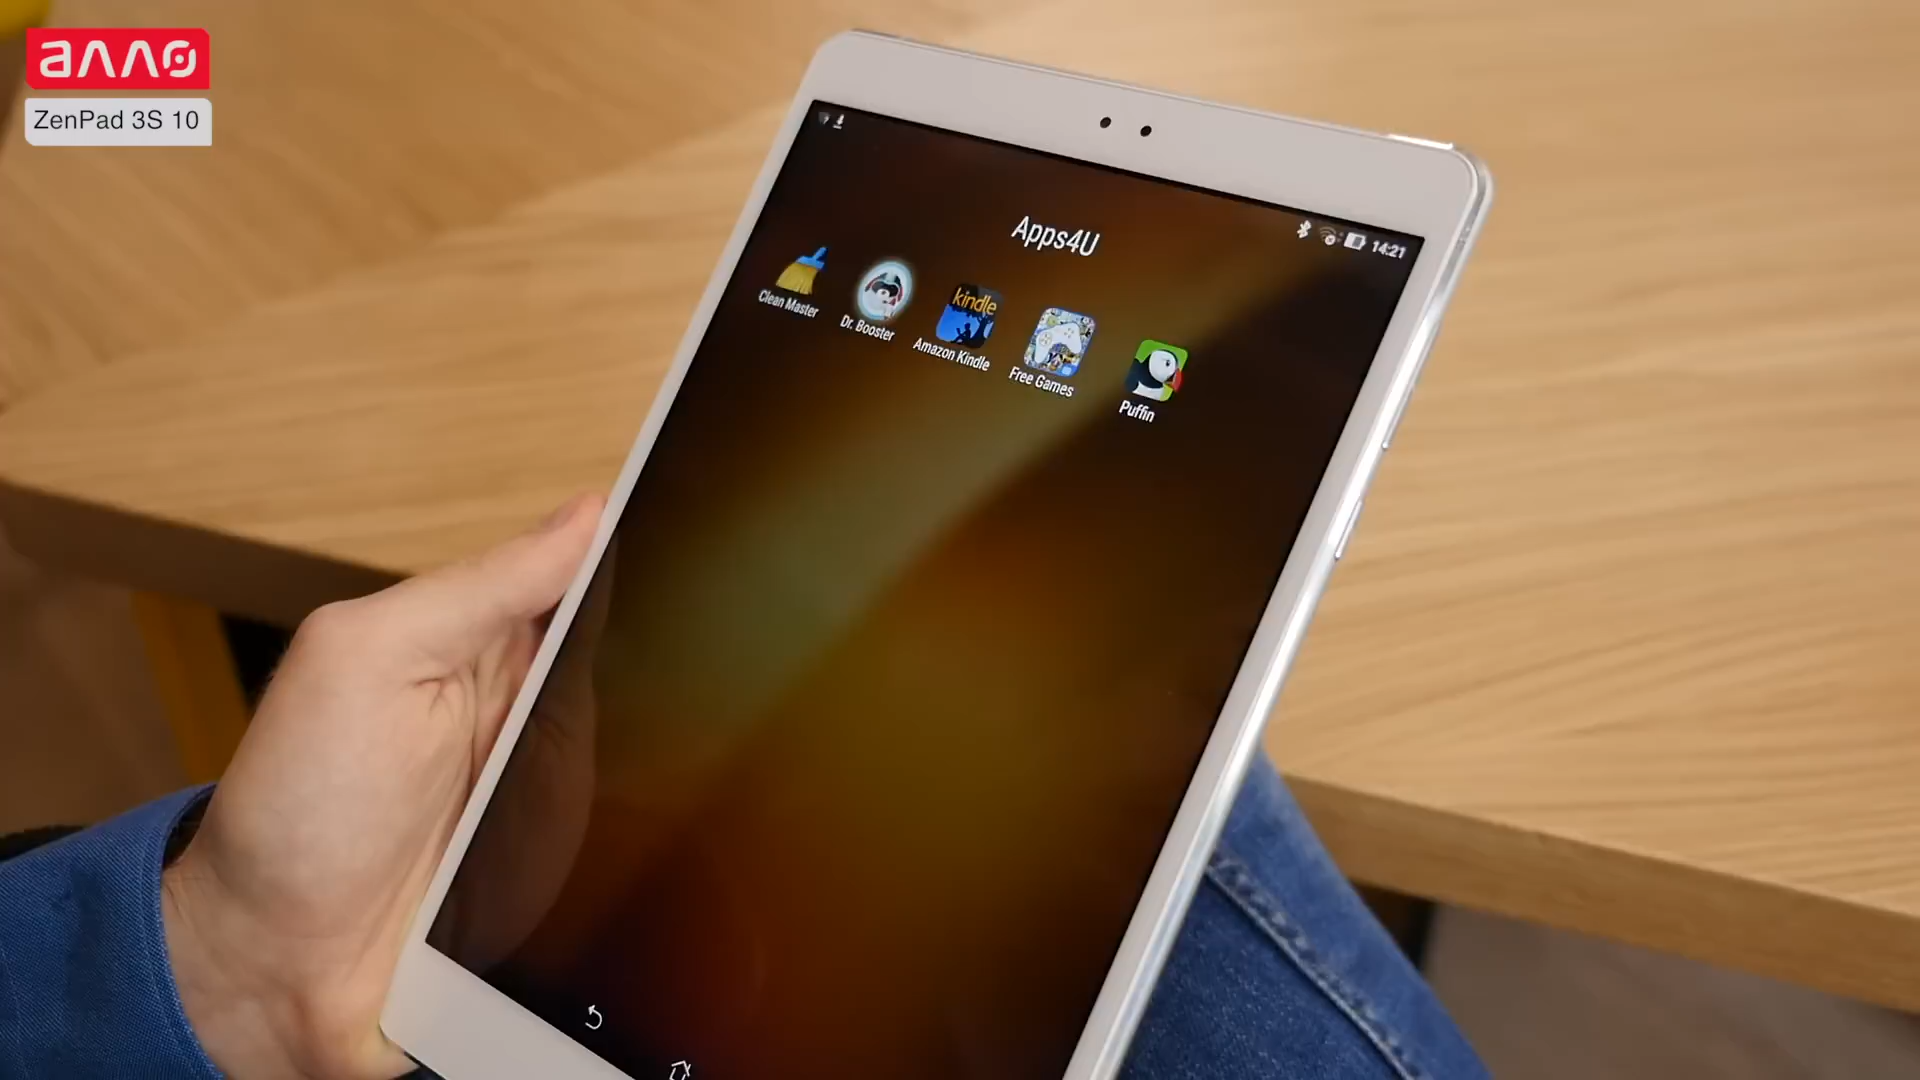 алло
ZenPad 3S 10
14:21
Apps4U
Clean Master
Dr. Booster
kindle
Amazon Kindle
Free Games
Puffin